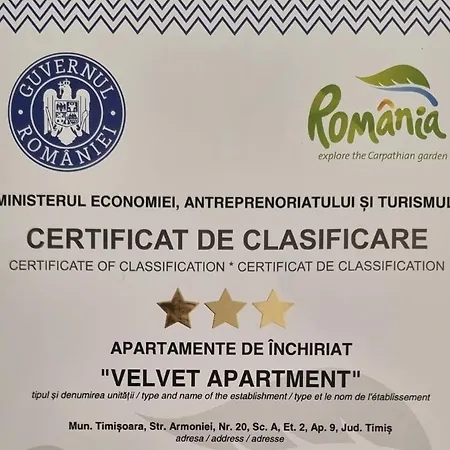 GUVERNUL ROMÂNIEI
România
explore the Carpathian garden
MINISTERUL ECONOMIEI, ANTREPRENORIATULUI ȘI TURISMUL
CERTIFICAT DE CLASIFICARE
CERTIFICATE OF CLASSIFICATION * CERTIFICAT DE CLASSIFICATION
APARTAMENTE DE ÎNCHIRIAT
"VELVET APARTMENT"
tipul și denumirea unității / type and name of the establishment / type et le nom de l'établissement
Mun. Timișoara, Str. Armoniei, Nr. 20, Sc. A, Et. 2, Ap. 9, Jud. Timiș
adresa / address / adresse